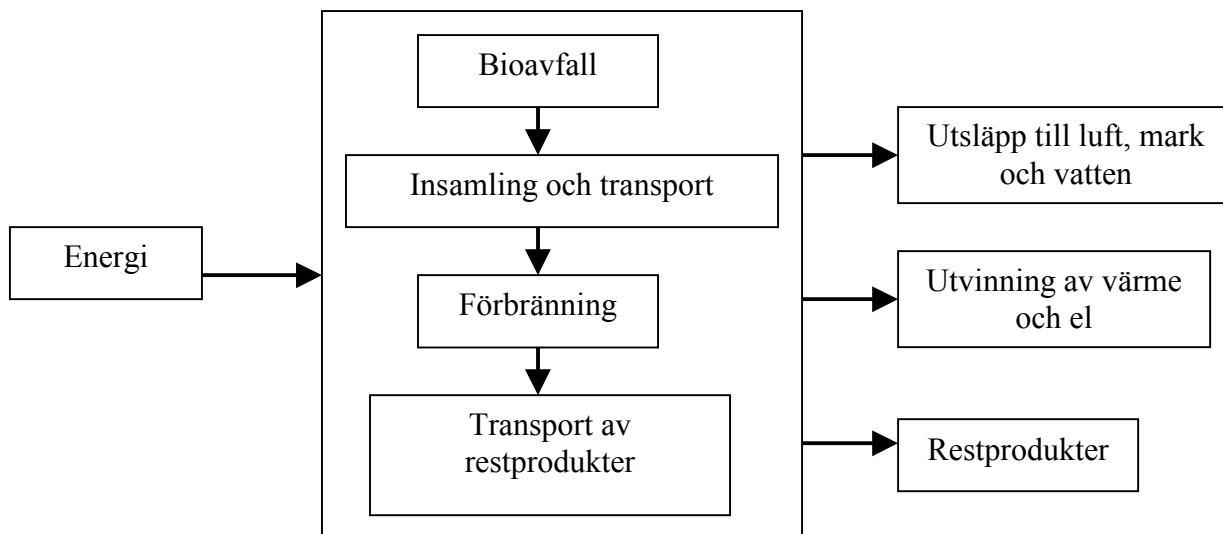 Energi
Bioavfall
Insamling och transport
Förbränning
Transport av
restprodukter
Utsläpp till luft, mark
och vatten
Utvinning av värme
och el
Restprodukter